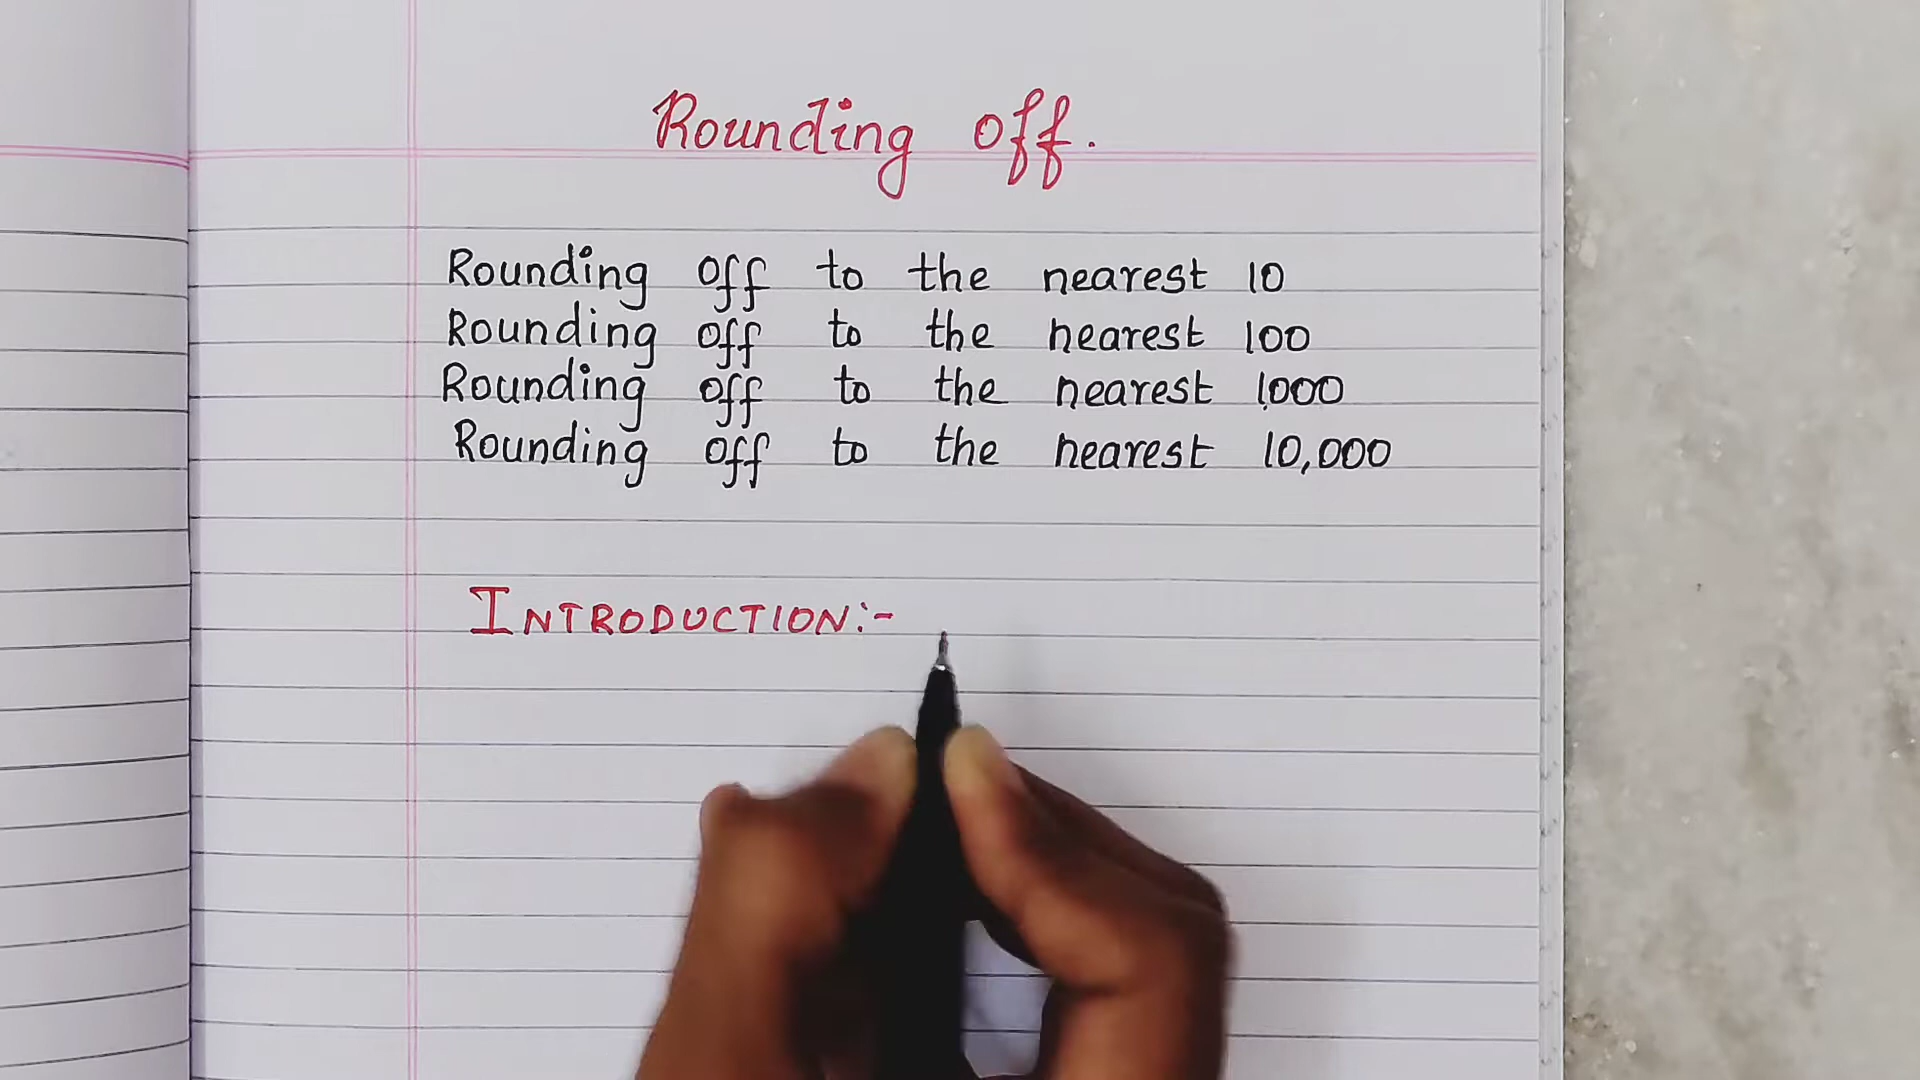 Rounding off.
Rounding off to the nearest 10
Rounding off to the nearest 100
Rounding off to the nearest 1,000
Rounding off to the nearest 10,000
INTRODUCTION:-